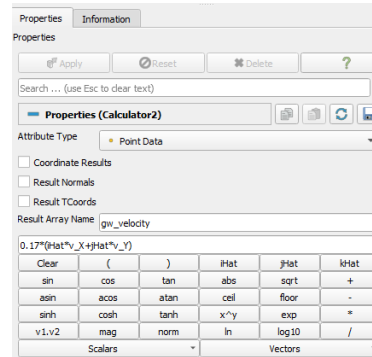 Properties Information
Properties
Apply Reset Delete ?
Search ... (use Esc to clear text)
Properties (Calculator2)
Attribute Type Point Data
Coordinate Results
Result Normals
Result TCoords
Result Array Name gw_velocity
0.17*(iHat*v_X+jHat*v_Y)
Clear ( ) iHat jHat kHat
sin cos tan abs sqrt +
asin acos atan ceil floor -
sinh cosh tanh x^y exp *
v1.v2 mag norm ln log10 /
Scalars Vectors